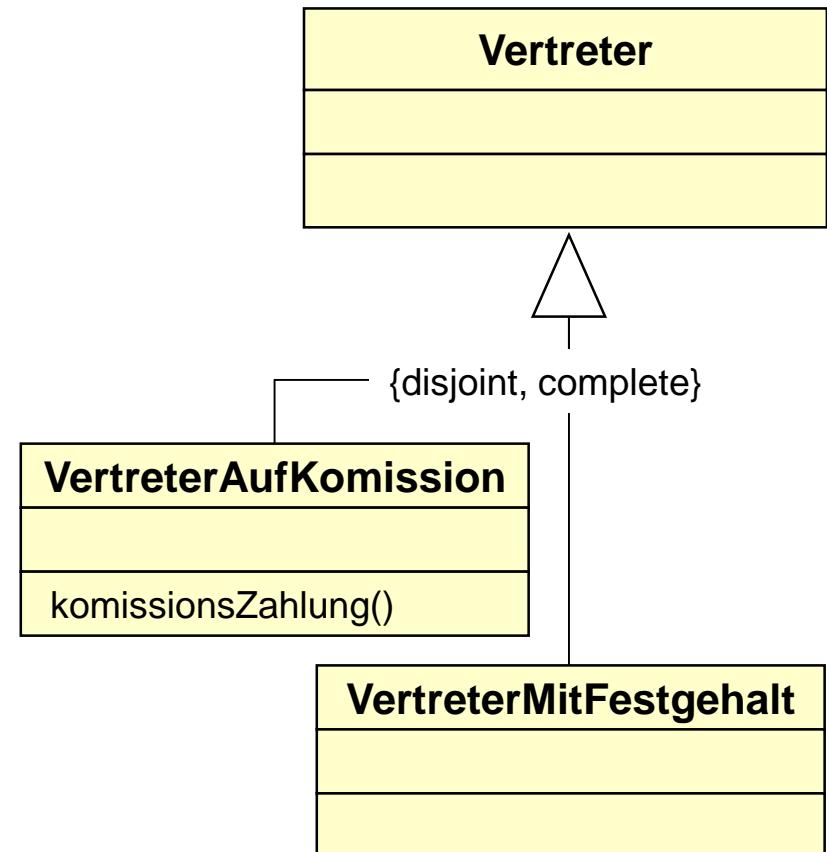 Vertreter
{disjoint, complete}
VertreterAufKomission
komissionsZahlung()
VertreterMitFestgehalt